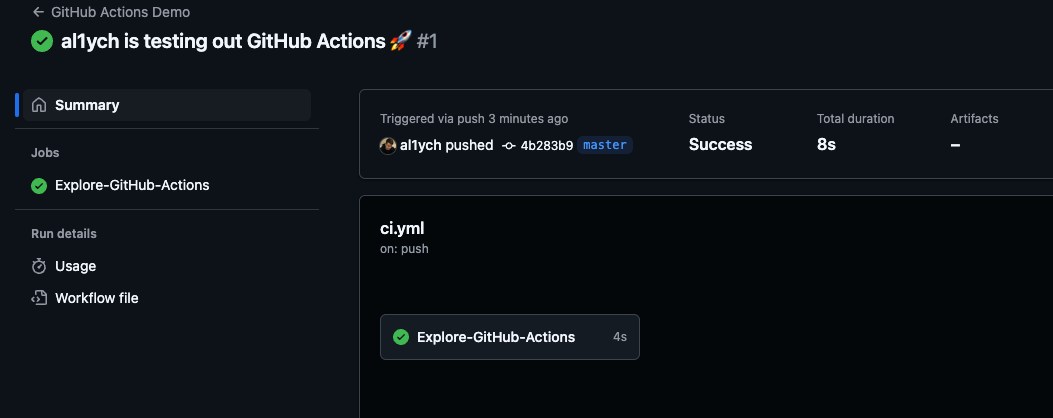 ← GitHub Actions Demo
al1ych is testing out GitHub Actions 🚀 #1
Summary
Jobs
Explore-GitHub-Actions
Run details
Usage
Workflow file
Triggered via push 3 minutes ago
al1ych pushed 4b283b9 master
Status
Success
Total duration
8s
Artifacts
–
ci.yml
on: push
Explore-GitHub-Actions 4s